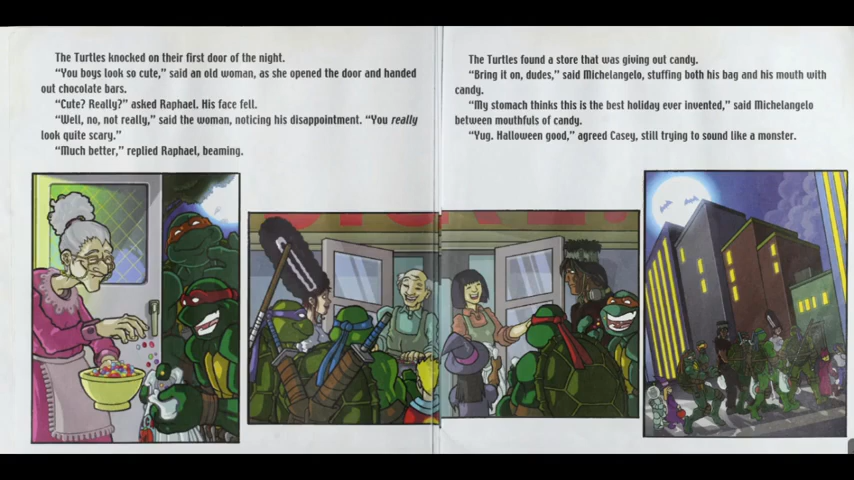 The Turtles knocked on their first door of the night.
"You boys look so cute," said an old woman, as she opened the door and handed
out chocolate bars.
"Cute? Really?" asked Raphael. His face fell.
"Well, no, not really," said the woman, noticing his disappointment. "You really
look quite scary."
"Much better," replied Raphael, beaming.
The Turtles found a store that was giving out candy.
"Bring it on, dudes," said Michelangelo, stuffing both his bag and his mouth with
candy.
"My stomach thinks this is the best holiday ever invented," said Michelangelo
between mouthfuls of candy.
"Yug. Halloween good," agreed Casey, still trying to sound like a monster.